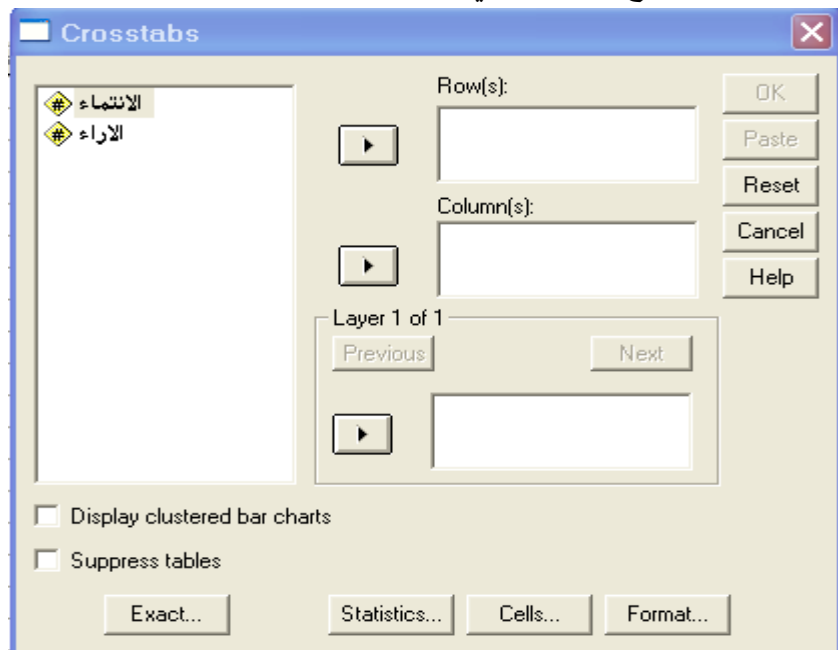 Crosstabs
الانتماء
الاراء
Row(s):
Column(s):
Layer 1 of 1
Previous
Next
OK
Paste
Reset
Cancel
Help
Display clustered bar charts
Suppress tables
Exact...
Statistics...
Cells...
Format...